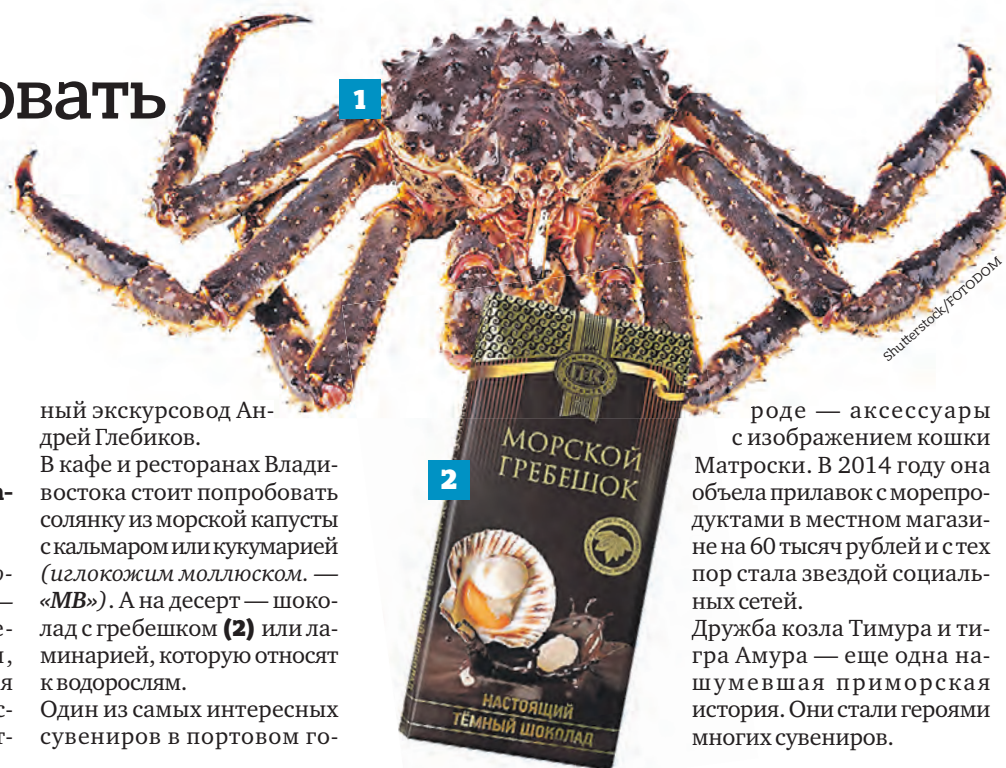 овать
1
Shutterstock/FOTODOM
а-
о-
—
е-
,
я
с-
т-
ный экскурсовод Ан-
дрей Глебиков.
В кафе и ресторанах Влади-
востока стоит попробовать
солянку из морской капусты
с кальмаром или кукумарией
(иглокожим моллюском. —
«МВ»). А на десерт — шоко-
лад с гребешком (2) или ла-
минарией, которую относят
к водорослям.
Один из самых интересных
сувениров в портовом го-
2
МОРСКОЙ
ГРЕБЕШОК
НАСТОЯЩИЙ
ТЁМНЫЙ ШОКОЛАД
роде — аксессуары
с изображением кошки
Матроски. В 2014 году она
объела прилавок с морепро-
дуктами в местном магази-
не на 60 тысяч рублей и с тех
пор стала звездой социаль-
ных сетей.
Дружба козла Тимура и ти-
гра Амура — еще одна на-
шумевшая приморская
история. Они стали героями
многих сувениров.